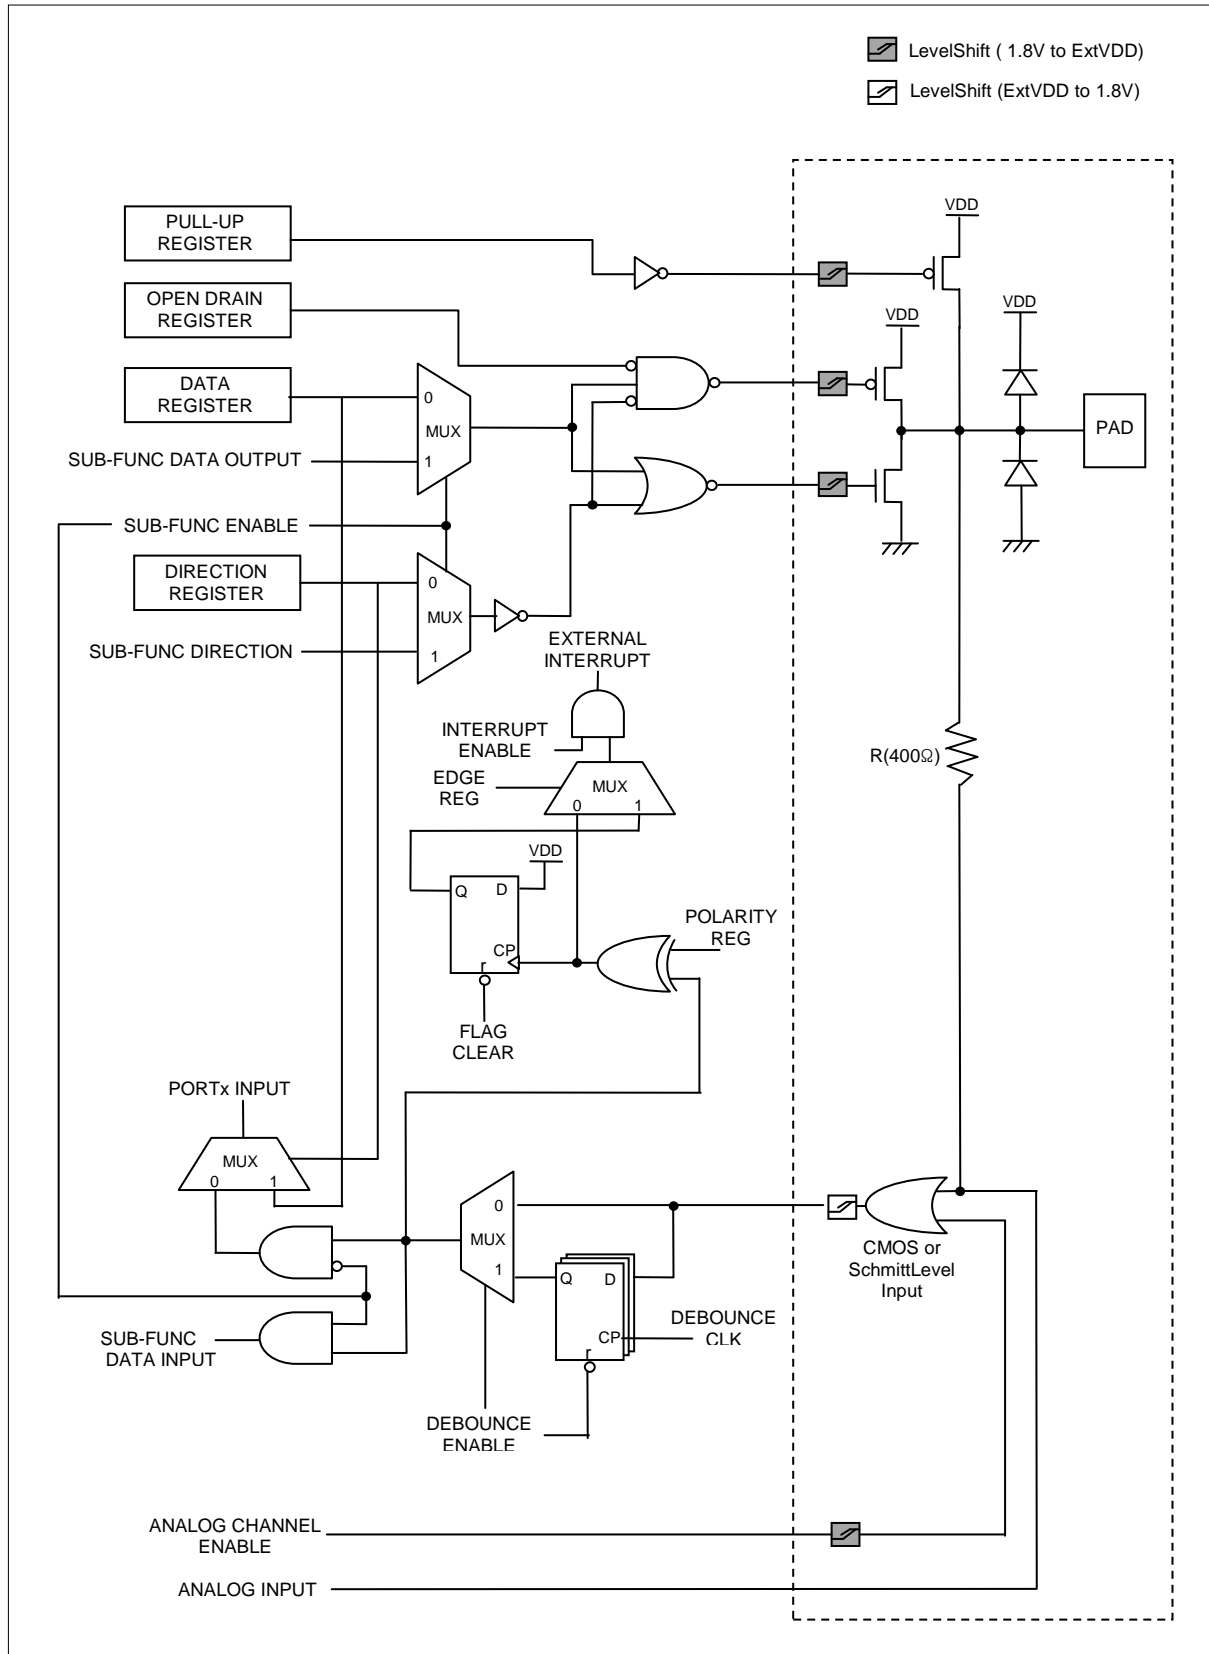 LevelShift ( 1.8V to ExtVDD)
LevelShift (ExtVDD to 1.8V)
VDD
PULL-UP
REGISTER
OPEN DRAIN
REGISTER
VDD
VDD
DATA
REGISTER
0
MUX
1
PAD
SUB-FUNC DATA OUTPUT
SUB-FUNC ENABLE
DIRECTION
REGISTER
0
MUX
1
SUB-FUNC DIRECTION
EXTERNAL
INTERRUPT
INTERRUPT
ENABLE
R(400Ω)
EDGE
REG
MUX
0 1
VDD
Q D
CP
r
POLARITY
REG
FLAG
CLEAR
PORTx INPUT
MUX
0 1
0
MUX
1
Q D
CP
r
CMOS or
SchmittLevel
Input
DEBOUNCE
CLK
SUB-FUNC
DATA INPUT
DEBOUNCE
ENABLE
ANALOG CHANNEL
ENABLE
ANALOG INPUT